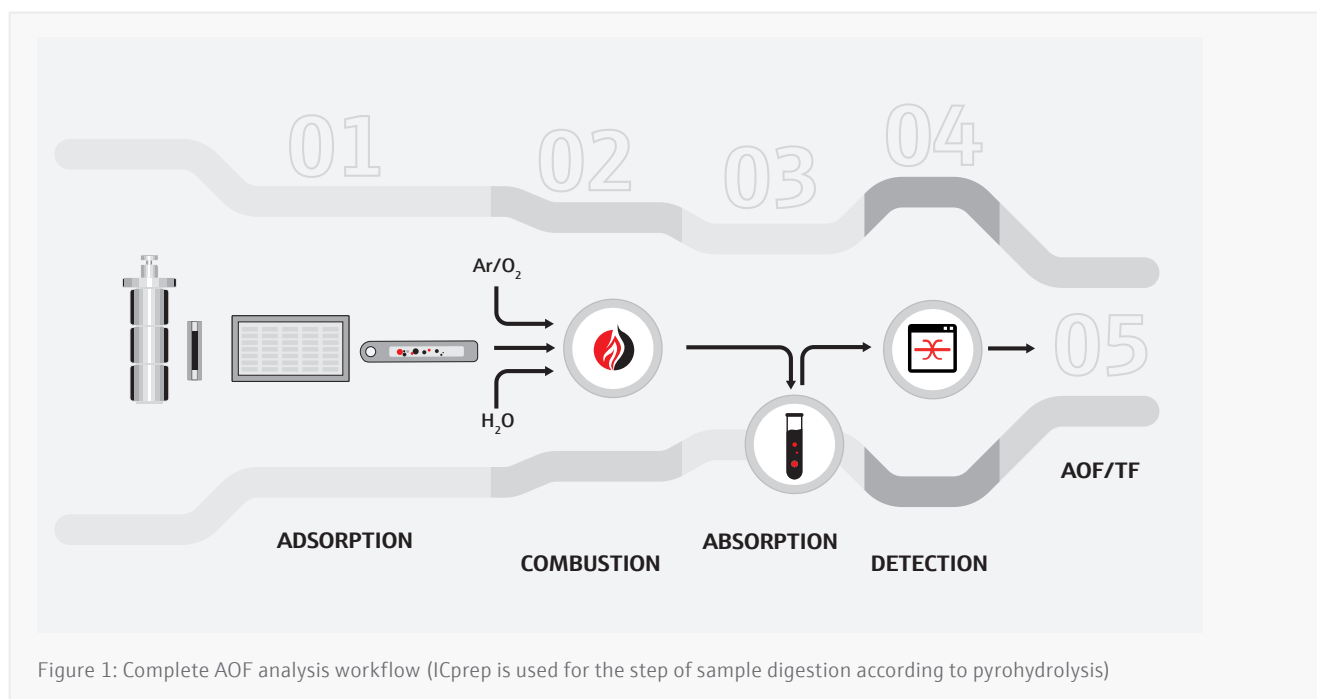 01
02
03
04
Ar/O₂
H₂O
05
AOF/TF
ADSORPTION
COMBUSTION
ABSORPTION
DETECTION
Figure 1: Complete AOF analysis workflow (ICprep is used for the step of sample digestion according to pyrohydrolysis)